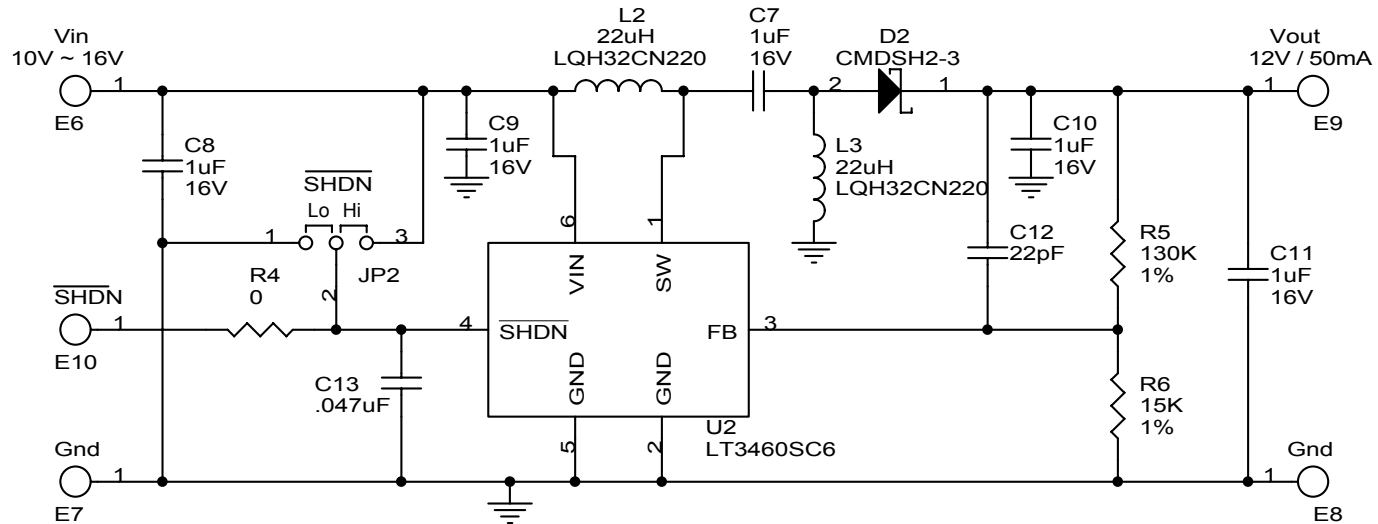 Vin
10V ~ 16V
1
E6
L2
22uH
LQH32CN220
C7
1uF
16V
D2
CMDSH2-3
2
1
Vout
12V / 50mA
1
E9
C8
1uF
16V
C9
1uF
16V
L3
22uH
LQH32CN220
C10
1uF
16V
SHDN
Lo
Hi
1
3
2
JP2
6
1
VIN
SW
C12
22pF
R5
130K
1%
C11
1uF
16V
R4
0
SHDN
1
E10
4
SHDN
FB
3
GND
GND
C13
.047uF
R6
15K
1%
5
2
U2
LT3460SC6
Gnd
1
E7
Gnd
1
E8